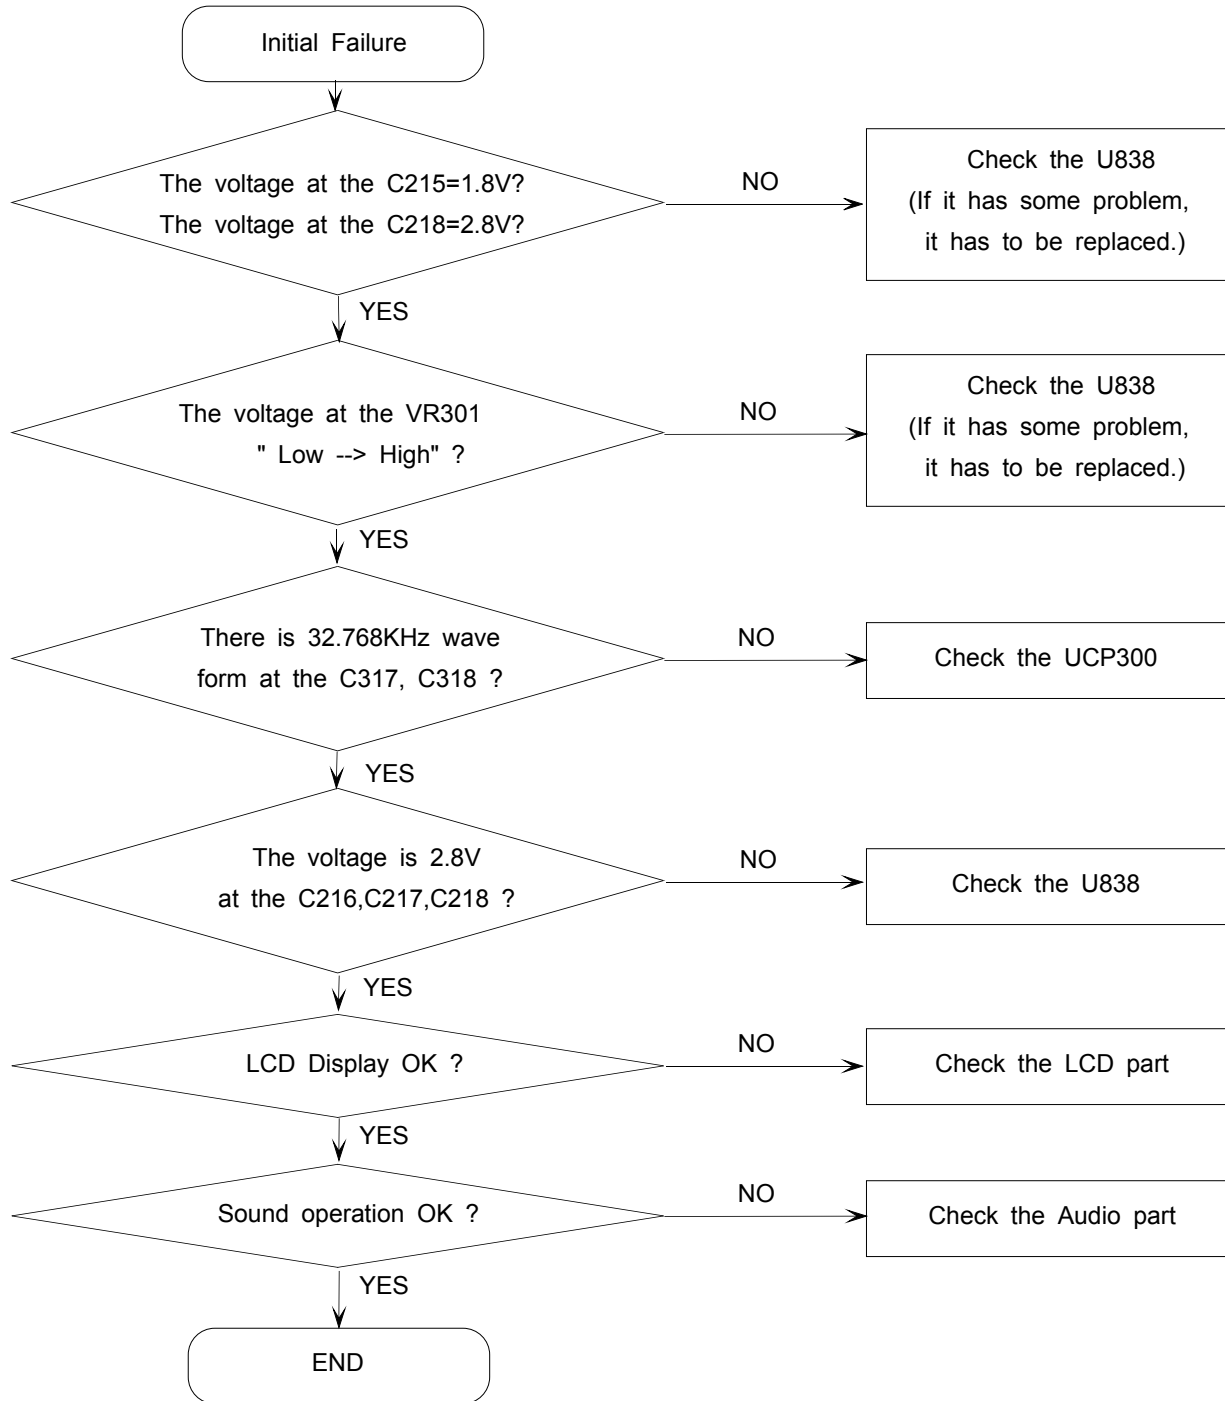 Initial Failure
The voltage at the C215=1.8V?
The voltage at the C218=2.8V?
NO
Check the U838
(If it has some problem,
it has to be replaced.)
YES
The voltage at the VR301
" Low --> High" ?
NO
Check the U838
(If it has some problem,
it has to be replaced.)
YES
There is 32.768KHz wave
form at the C317, C318 ?
NO
Check the UCP300
YES
The voltage is 2.8V
at the C216,C217,C218 ?
NO
Check the U838
YES
LCD Display OK ?
NO
Check the LCD part
YES
Sound operation OK ?
NO
Check the Audio part
YES
END